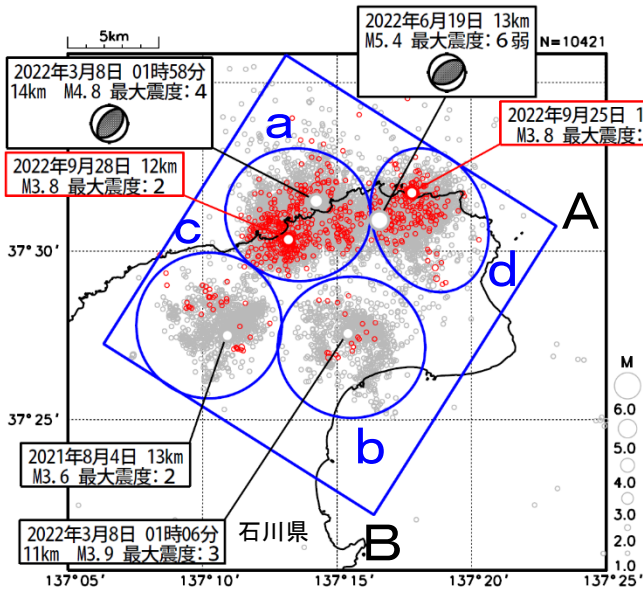 5km
N=10421
2022年6月19日 13km
M5.4 最大震度:6弱
2022年3月8日 01時58分
14km M4.8 最大震度:4
2022年9月25日 1
M3.8 最大震度:
2022年9月28日 12km
M3.8 最大震度:2
a
A
c
d
37°30′
37°25′
b
B
2021年8月4日 13km
M3.6 最大震度:2
2022年3月8日 01時06分
11km M3.9 最大震度:3
石川県
M
6.0
5.0
4.0
3.0
2.0
1.0
137°05′
137°10′
137°15′
137°20′
137°25′